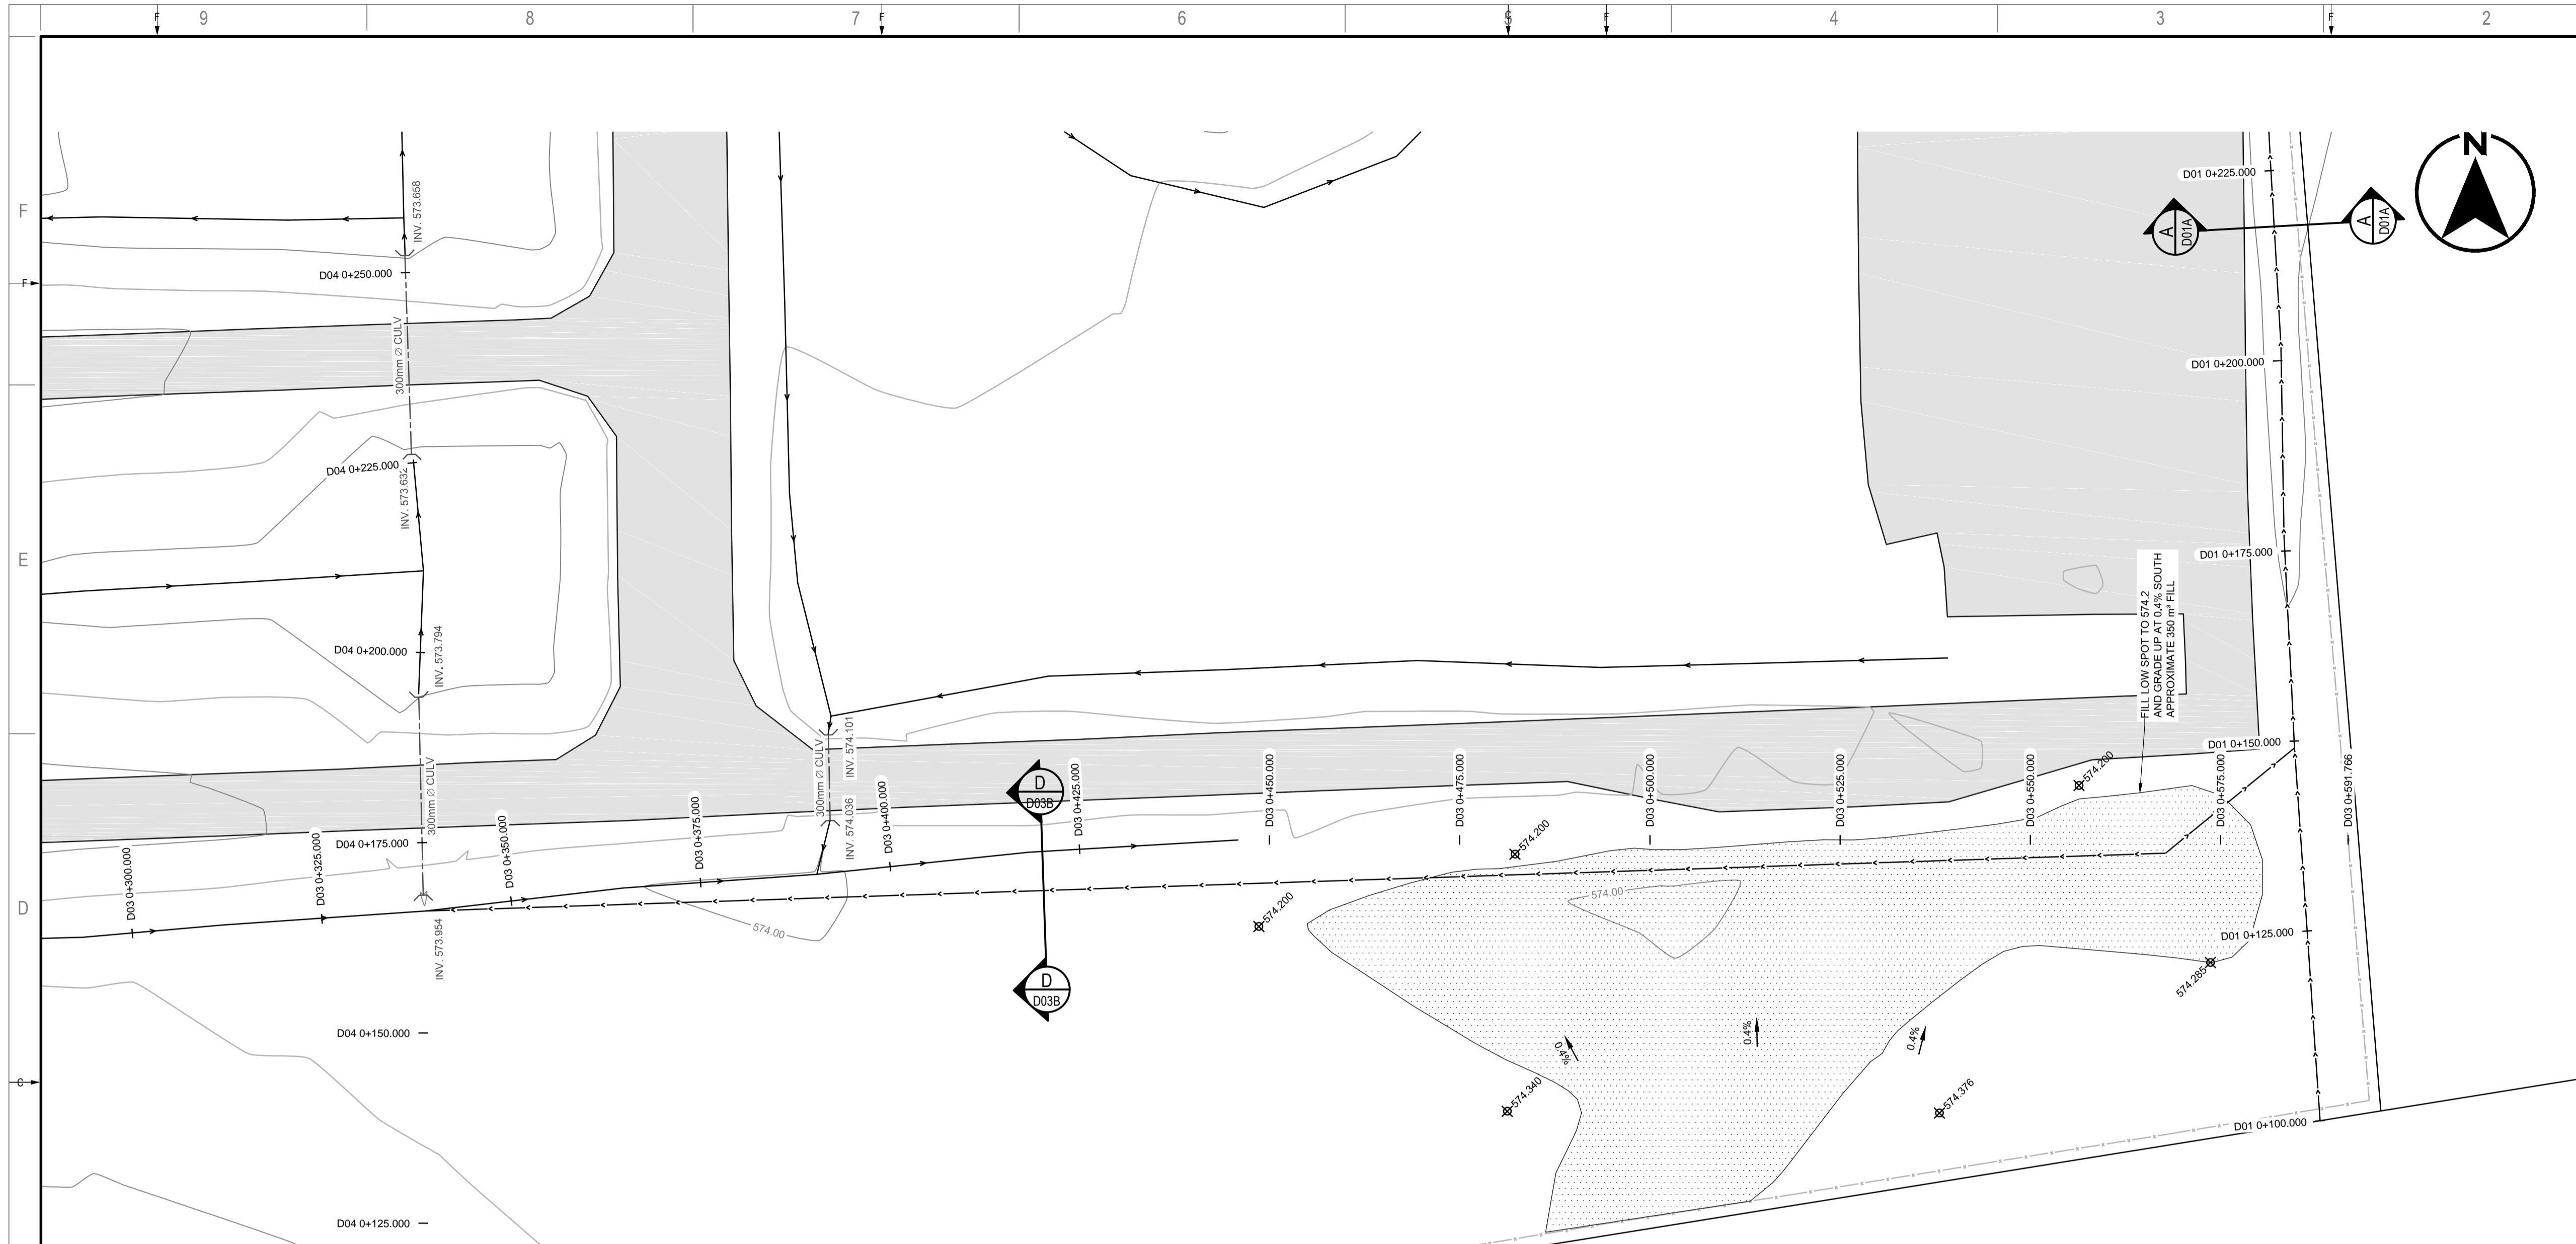 9
8
7
6
5
4
3
2
F
F
F
F
F
E
D
F
C
N
INV. 573.658
D04 0+250.000
300mm ∅ CULV
D04 0+225.000
INV. 573.632
D04 0+200.000
INV. 573.794
300mm ∅ CULV
D04 0+175.000
INV. 573.954
D04 0+150.000
D04 0+125.000
D03 0+300.000
D03 0+325.000
D03 0+350.000
D03 0+375.000
D03 0+400.000
D03 0+425.000
D03 0+450.000
D03 0+475.000
D03 0+500.000
D03 0+525.000
D03 0+550.000
D03 0+575.000
D03 0+591.766
300mm ∅ CULV
INV. 574.101
INV. 574.036
574.00
574.00
D
D03B
D
D03B
A
D01A
A
D01A
D01 0+225.000
D01 0+200.000
D01 0+175.000
D01 0+150.000
D01 0+125.000
D01 0+100.000
FILL LOW SPOT TO 574.2
AND GRADE UP AT 0.4% SOUTH
APPROXIMATE 350 m³ FILL
574.200
574.200
574.200
574.285
574.340
574.376
0.4%
0.4%
0.4%